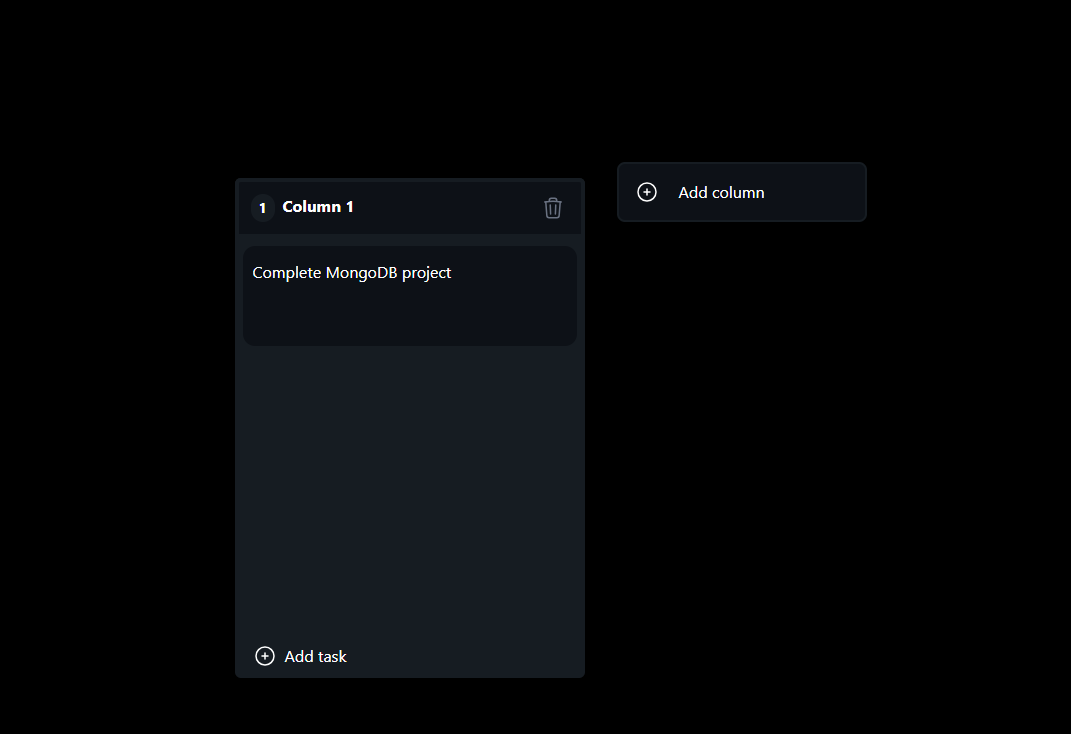 1 Column 1
Add column
Complete MongoDB project
Add task